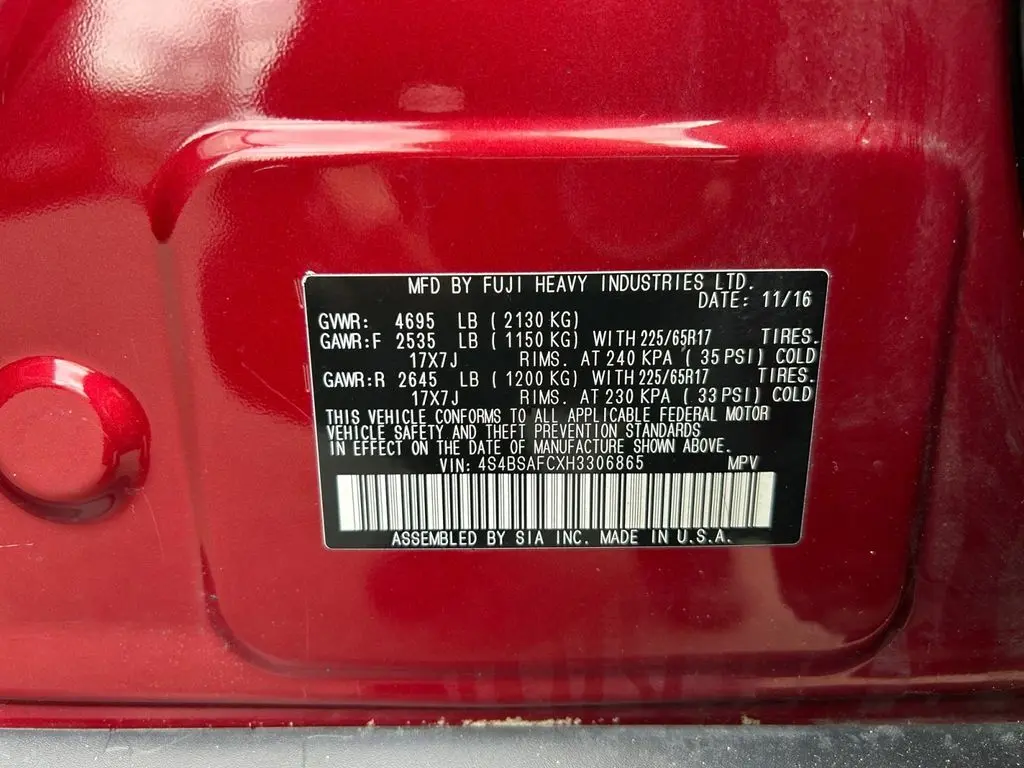 MFD BY FUJI HEAVY INDUSTRIES LTD.
DATE: 11/16
GVWR: 4695 LB ( 2130 KG)
GAWR:F 2535 LB ( 1150 KG) WITH 225/65R17 TIRES.
17X7J RIMS. AT 240 KPA ( 35 PSI) COLD
GAWR:R 2645 LB ( 1200 KG) WITH 225/65R17 TIRES.
17X7J RIMS. AT 230 KPA ( 33 PSI) COLD
THIS VEHICLE CONFORMS TO ALL APPLICABLE FEDERAL MOTOR
VEHICLE SAFETY AND THEFT PREVENTION STANDARDS
IN EFFECT ON THE DATE OF MANUFACTURE SHOWN ABOVE.
VIN: 4S4BSAFCXH3306865 MPV
ASSEMBLED BY SIA INC. MADE IN U.S.A.